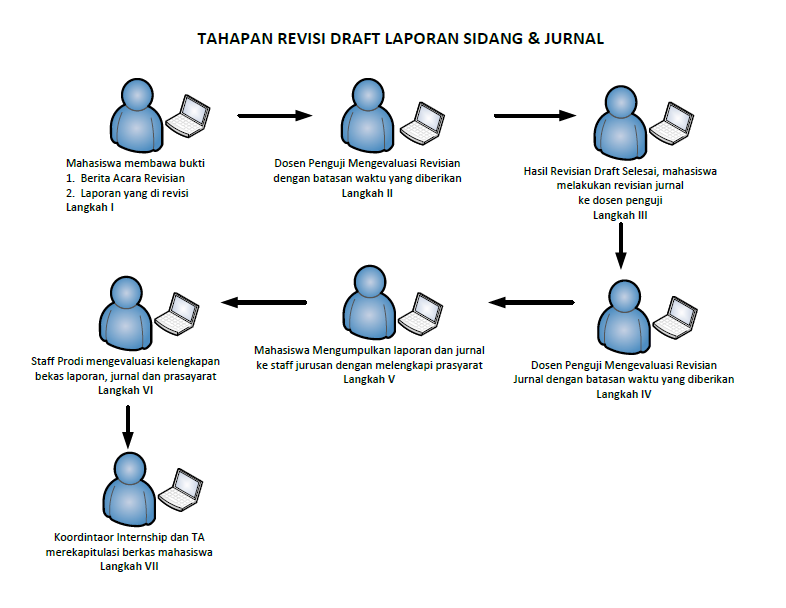 TAHAPAN REVISI DRAFT LAPORAN SIDANG & JURNAL
Mahasiswa membawa bukti
1. Berita Acara Revisian
2. Laporan yang di revisi
Langkah I
Dosen Penguji Mengevaluasi Revisian
dengan batasan waktu yang diberikan
Langkah II
Hasil Revisian Draft Selesai, mahasiswa
melakukan revisian jurnal
ke dosen penguji
Langkah III
Dosen Penguji Mengevaluasi Revisian
Jurnal dengan batasan waktu yang diberikan
Langkah IV
Mahasiswa Mengumpulkan laporan dan jurnal
ke staff jurusan dengan melengkapi prasyarat
Langkah V
Staff Prodi mengevaluasi kelengkapan
bekas laporan, jurnal dan prasayarat
Langkah VI
Koordintaor Internship dan TA
merekapitulasi berkas mahasiswa
Langkah VII